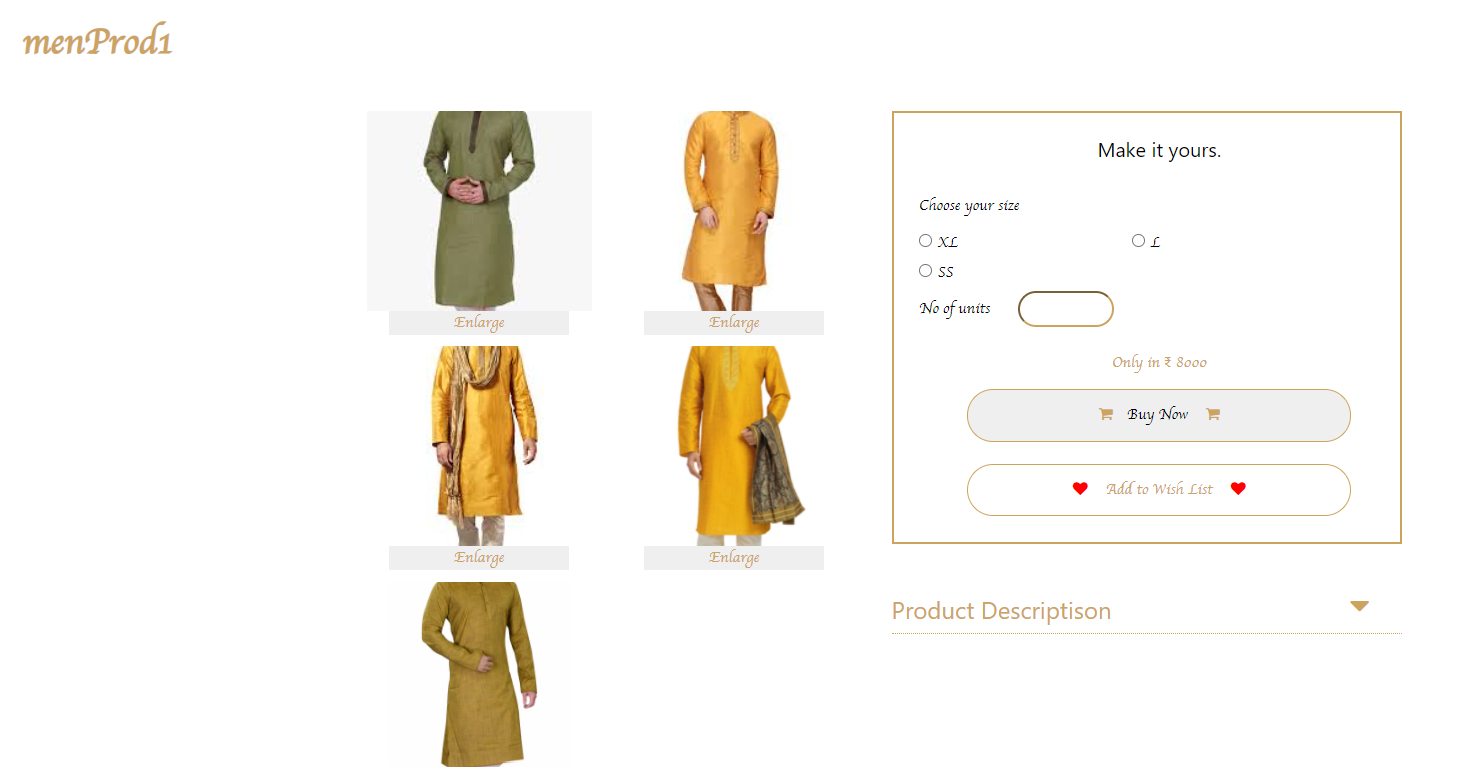 menProd1
Enlarge
Enlarge
Enlarge
Enlarge
Make it yours.
Choose your size
XL
L
SS
No of units
Only in ₹ 8000
Buy Now
Add to Wish List
Product Descriptison